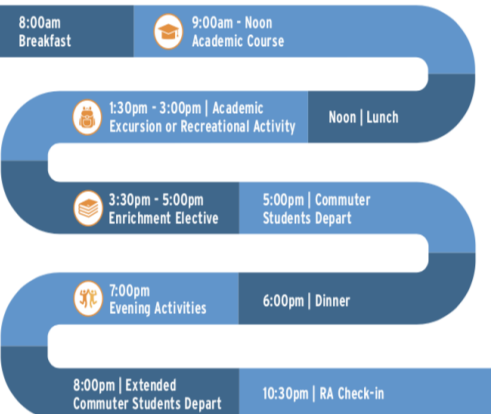 8:00am
Breakfast
9:00am - Noon
Academic Course
Noon | Lunch
1:30pm - 3:00pm | Academic
Excursion or Recreational Activity
3:30pm - 5:00pm
Enrichment Elective
5:00pm | Commuter
Students Depart
6:00pm | Dinner
7:00pm
Evening Activities
8:00pm | Extended
Commuter Students Depart
10:30pm | RA Check-in